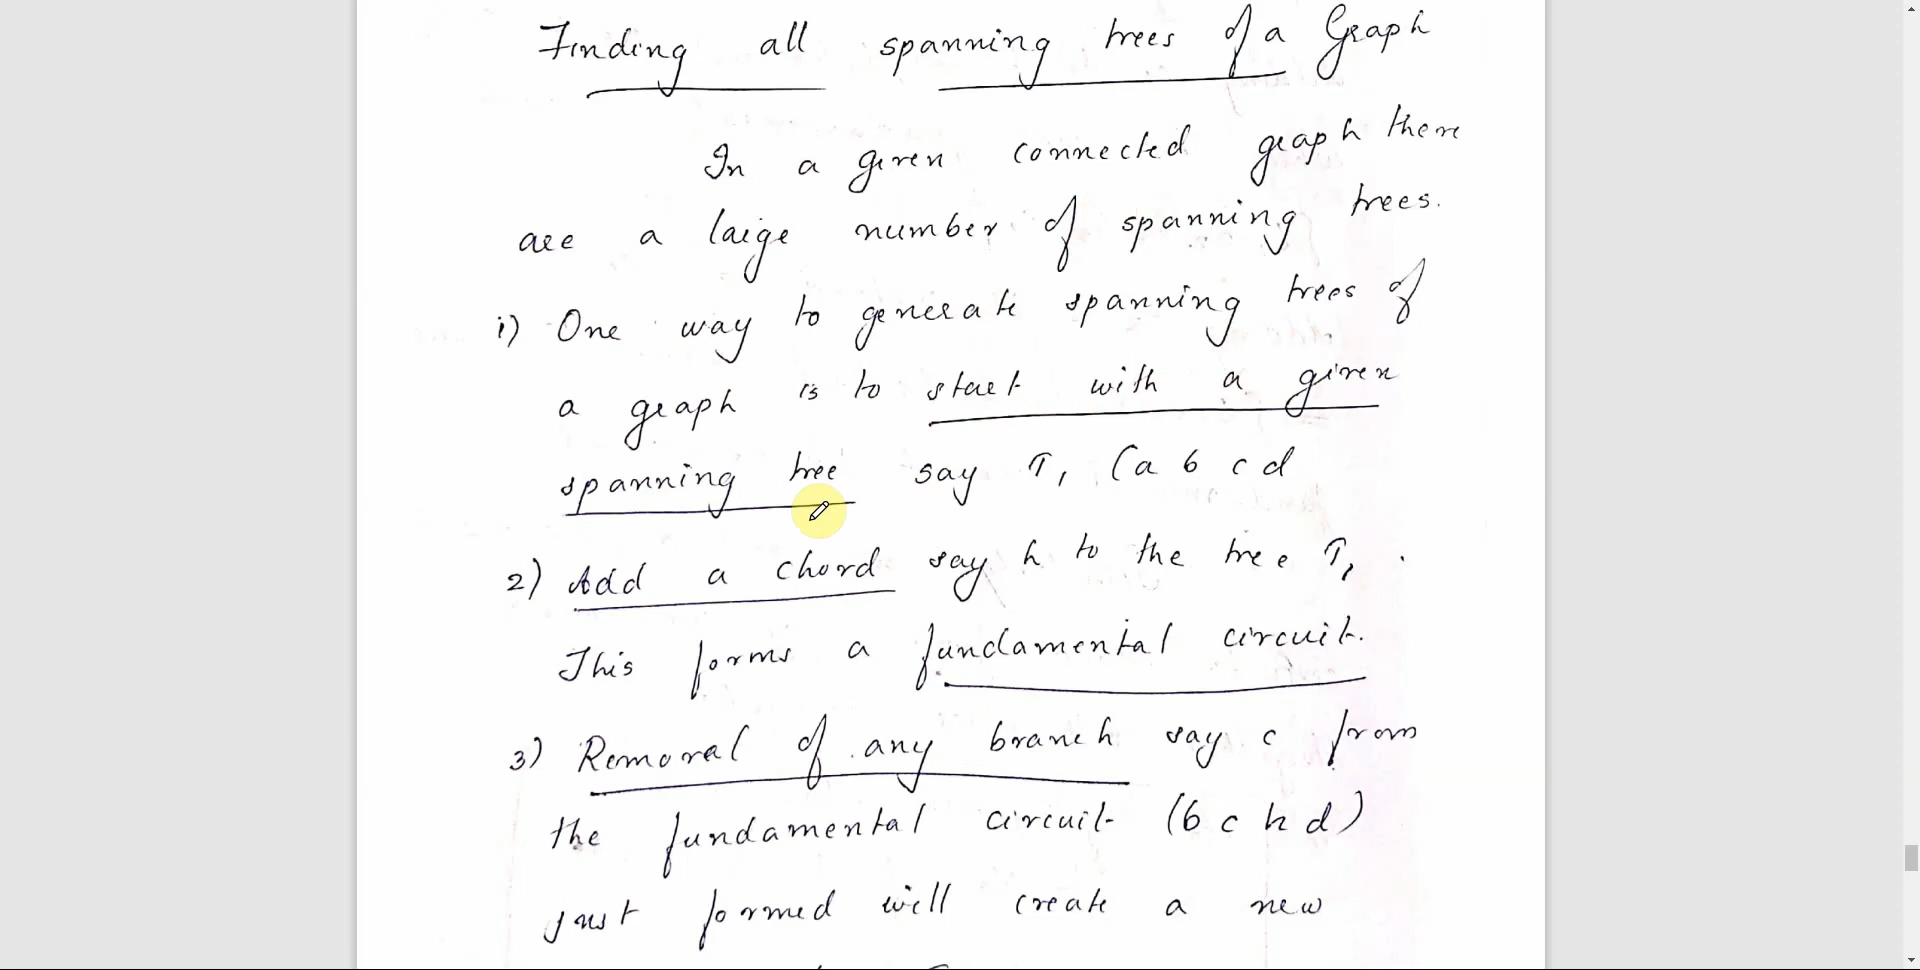 Finding all spanning trees of a Graph
In a given connected graph there
are a large number of spanning trees.
1) One way to generate spanning trees of
a graph is to start with a given
spanning tree say T1 (a b c d
2) Add a chord say h to the tree T1.
This forms a fundamental circuit.
3) Removal of any branch say c from
the fundamental circuit (b c h d)
just formed will create a new